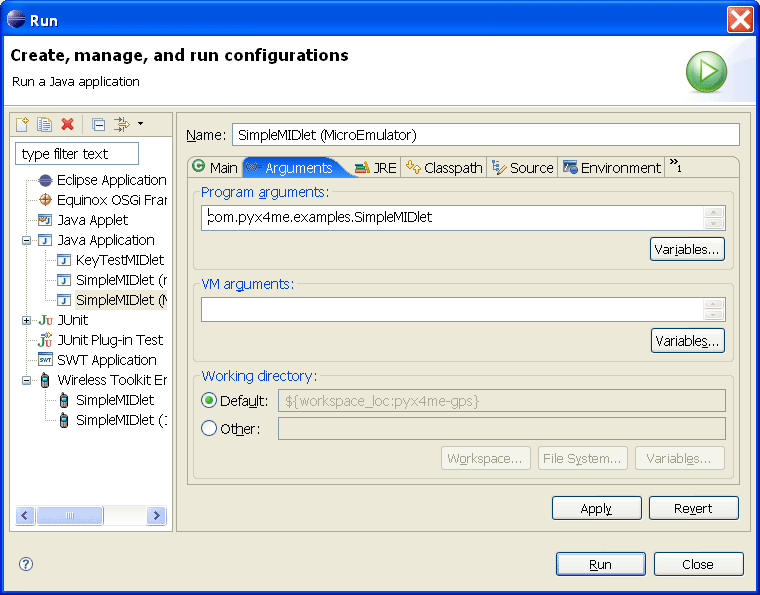 Run
Create, manage, and run configurations
Run a Java application
type filter text
Eclipse Application
Equinox OSGi Fra
Java Applet
Java Application
KeyTestMIDlet
SimpleMIDlet (
SimpleMIDlet (M
JUnit
JUnit Plug-in Test
SWT Application
Wireless Toolkit Er
SimpleMIDlet
SimpleMIDlet (
Name: SimpleMIDlet (MicroEmulator)
Main Arguments JRE Classpath Source Environment »1
Program arguments:
com.pyx4me.examples.SimpleMIDlet
Variables...
VM arguments:
Variables...
Working directory:
Default: ${workspace_loc:pyx4me-gps}
Other:
Workspace... File System... Variables...
Apply Revert
Run Close